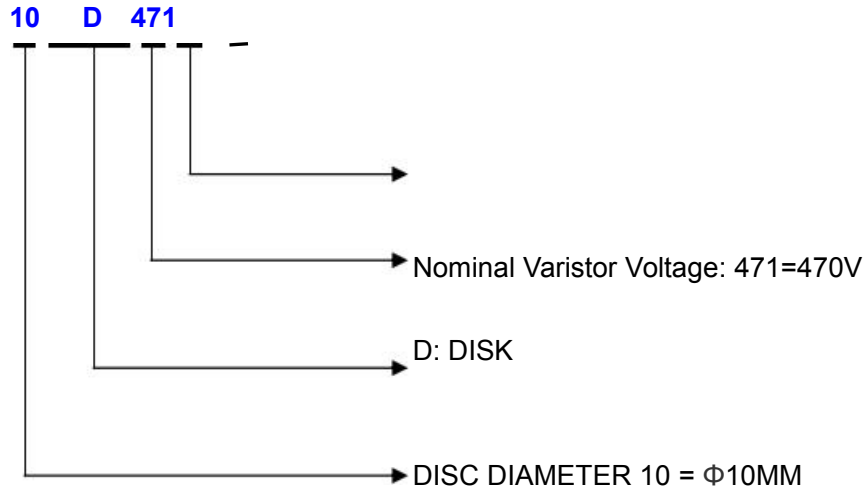 10 D 471
Nominal Varistor Voltage: 471=470V
D: DISK
DISC DIAMETER 10 = Φ10MM